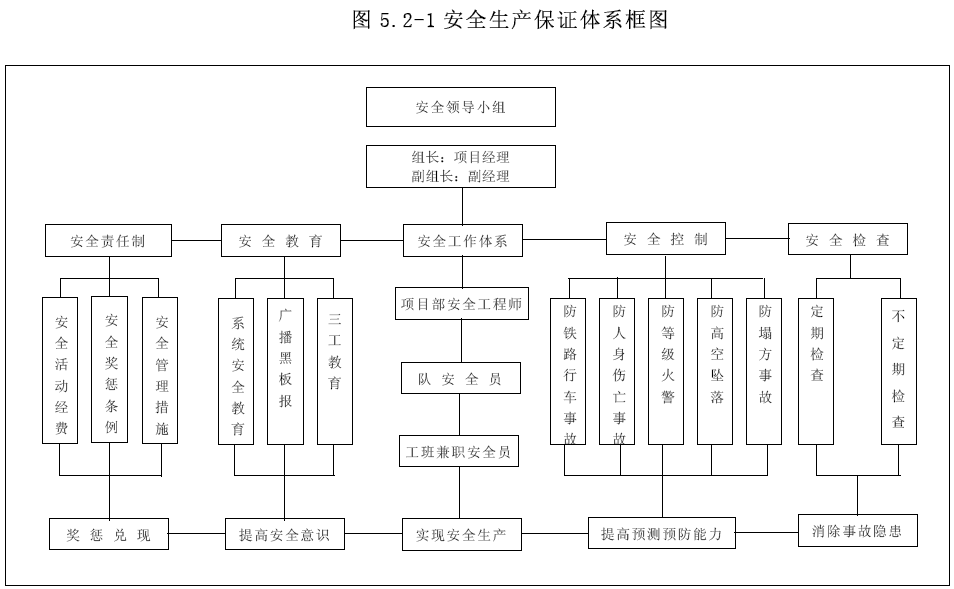 图 5.2-1 安全生产保证体系框图
安全领导小组
组长：项目经理
副组长：副经理
安全责任制
安全教育
安全工作体系
安全控制
安全检查
安全活动经费
安全奖惩条例
安全管理措施
系统安全教育
广播黑板报
三工教育
项目部安全工程师
队安全员
工班兼职安全员
防铁路行车事故
防人身伤亡事故
防等级火警
防高空坠落
防塌方事故
定期检查
不定期检查
奖惩兑现
提高安全意识
实现安全生产
提高预测预防能力
消除事故隐患